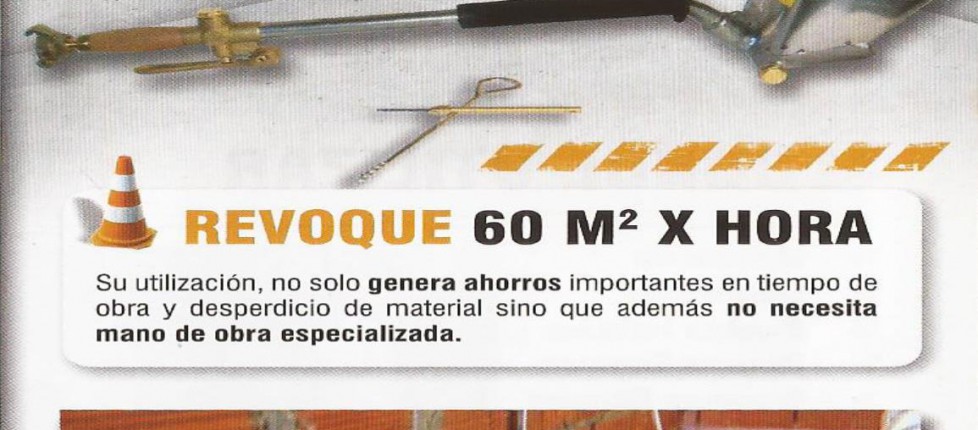 REVOQUE 60 M² X HORA
Su utilización, no solo genera ahorros importantes en tiempo de
obra y desperdicio de material sino que además no necesita
mano de obra especializada.